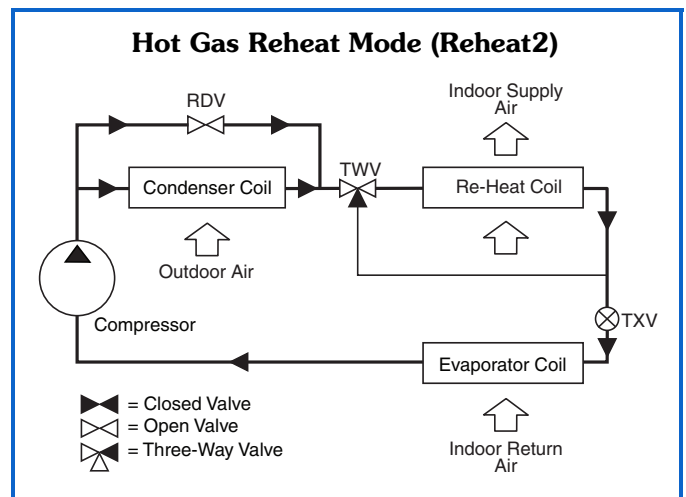 Hot Gas Reheat Mode (Reheat2)
RDV
Indoor Supply
Air
TWV
Condenser Coil
Re-Heat Coil
Outdoor Air
Compressor
TXV
Evaporator Coil
= Closed Valve
= Open Valve
= Three-Way Valve
Indoor Return
Air